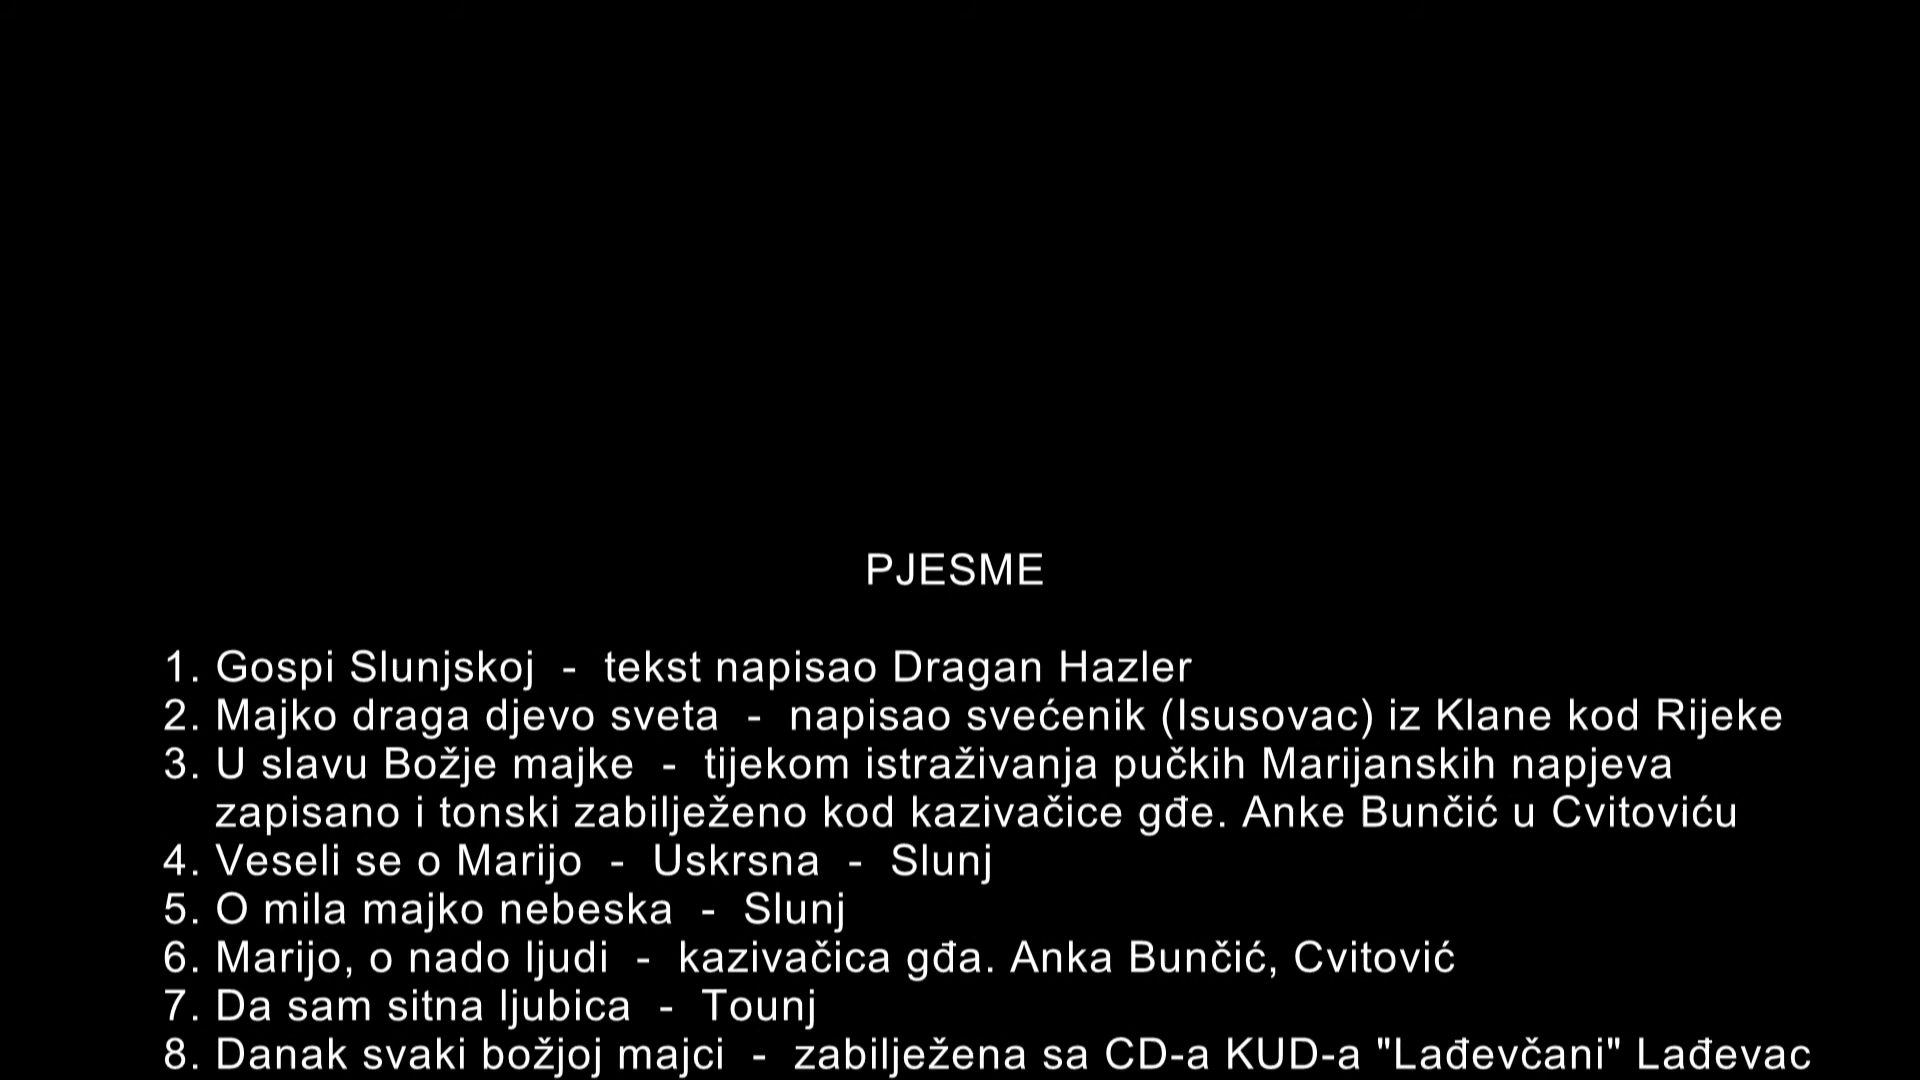 PJESME
1. Gospi Slunjskoj - tekst napisao Dragan Hazler
2. Majko draga djevo sveta - napisao svećenik (Isusovac) iz Klane kod Rijeke
3. U slavu Božje majke - tijekom istraživanja pučkih Marijanskih napjeva
zapisano i tonski zabilježeno kod kazivačice gđe. Anke Bunčić u Cvitoviću
4. Veseli se o Marijo - Uskrsna - Slunj
5. O mila majko nebeska - Slunj
6. Marijo, o nado ljudi - kazivačica gđa. Anka Bunčić, Cvitović
7. Da sam sitna ljubica - Tounj
8. Danak svaki božjoj majci - zabilježena sa CD-a KUD-a "Lađevčani" Lađevac